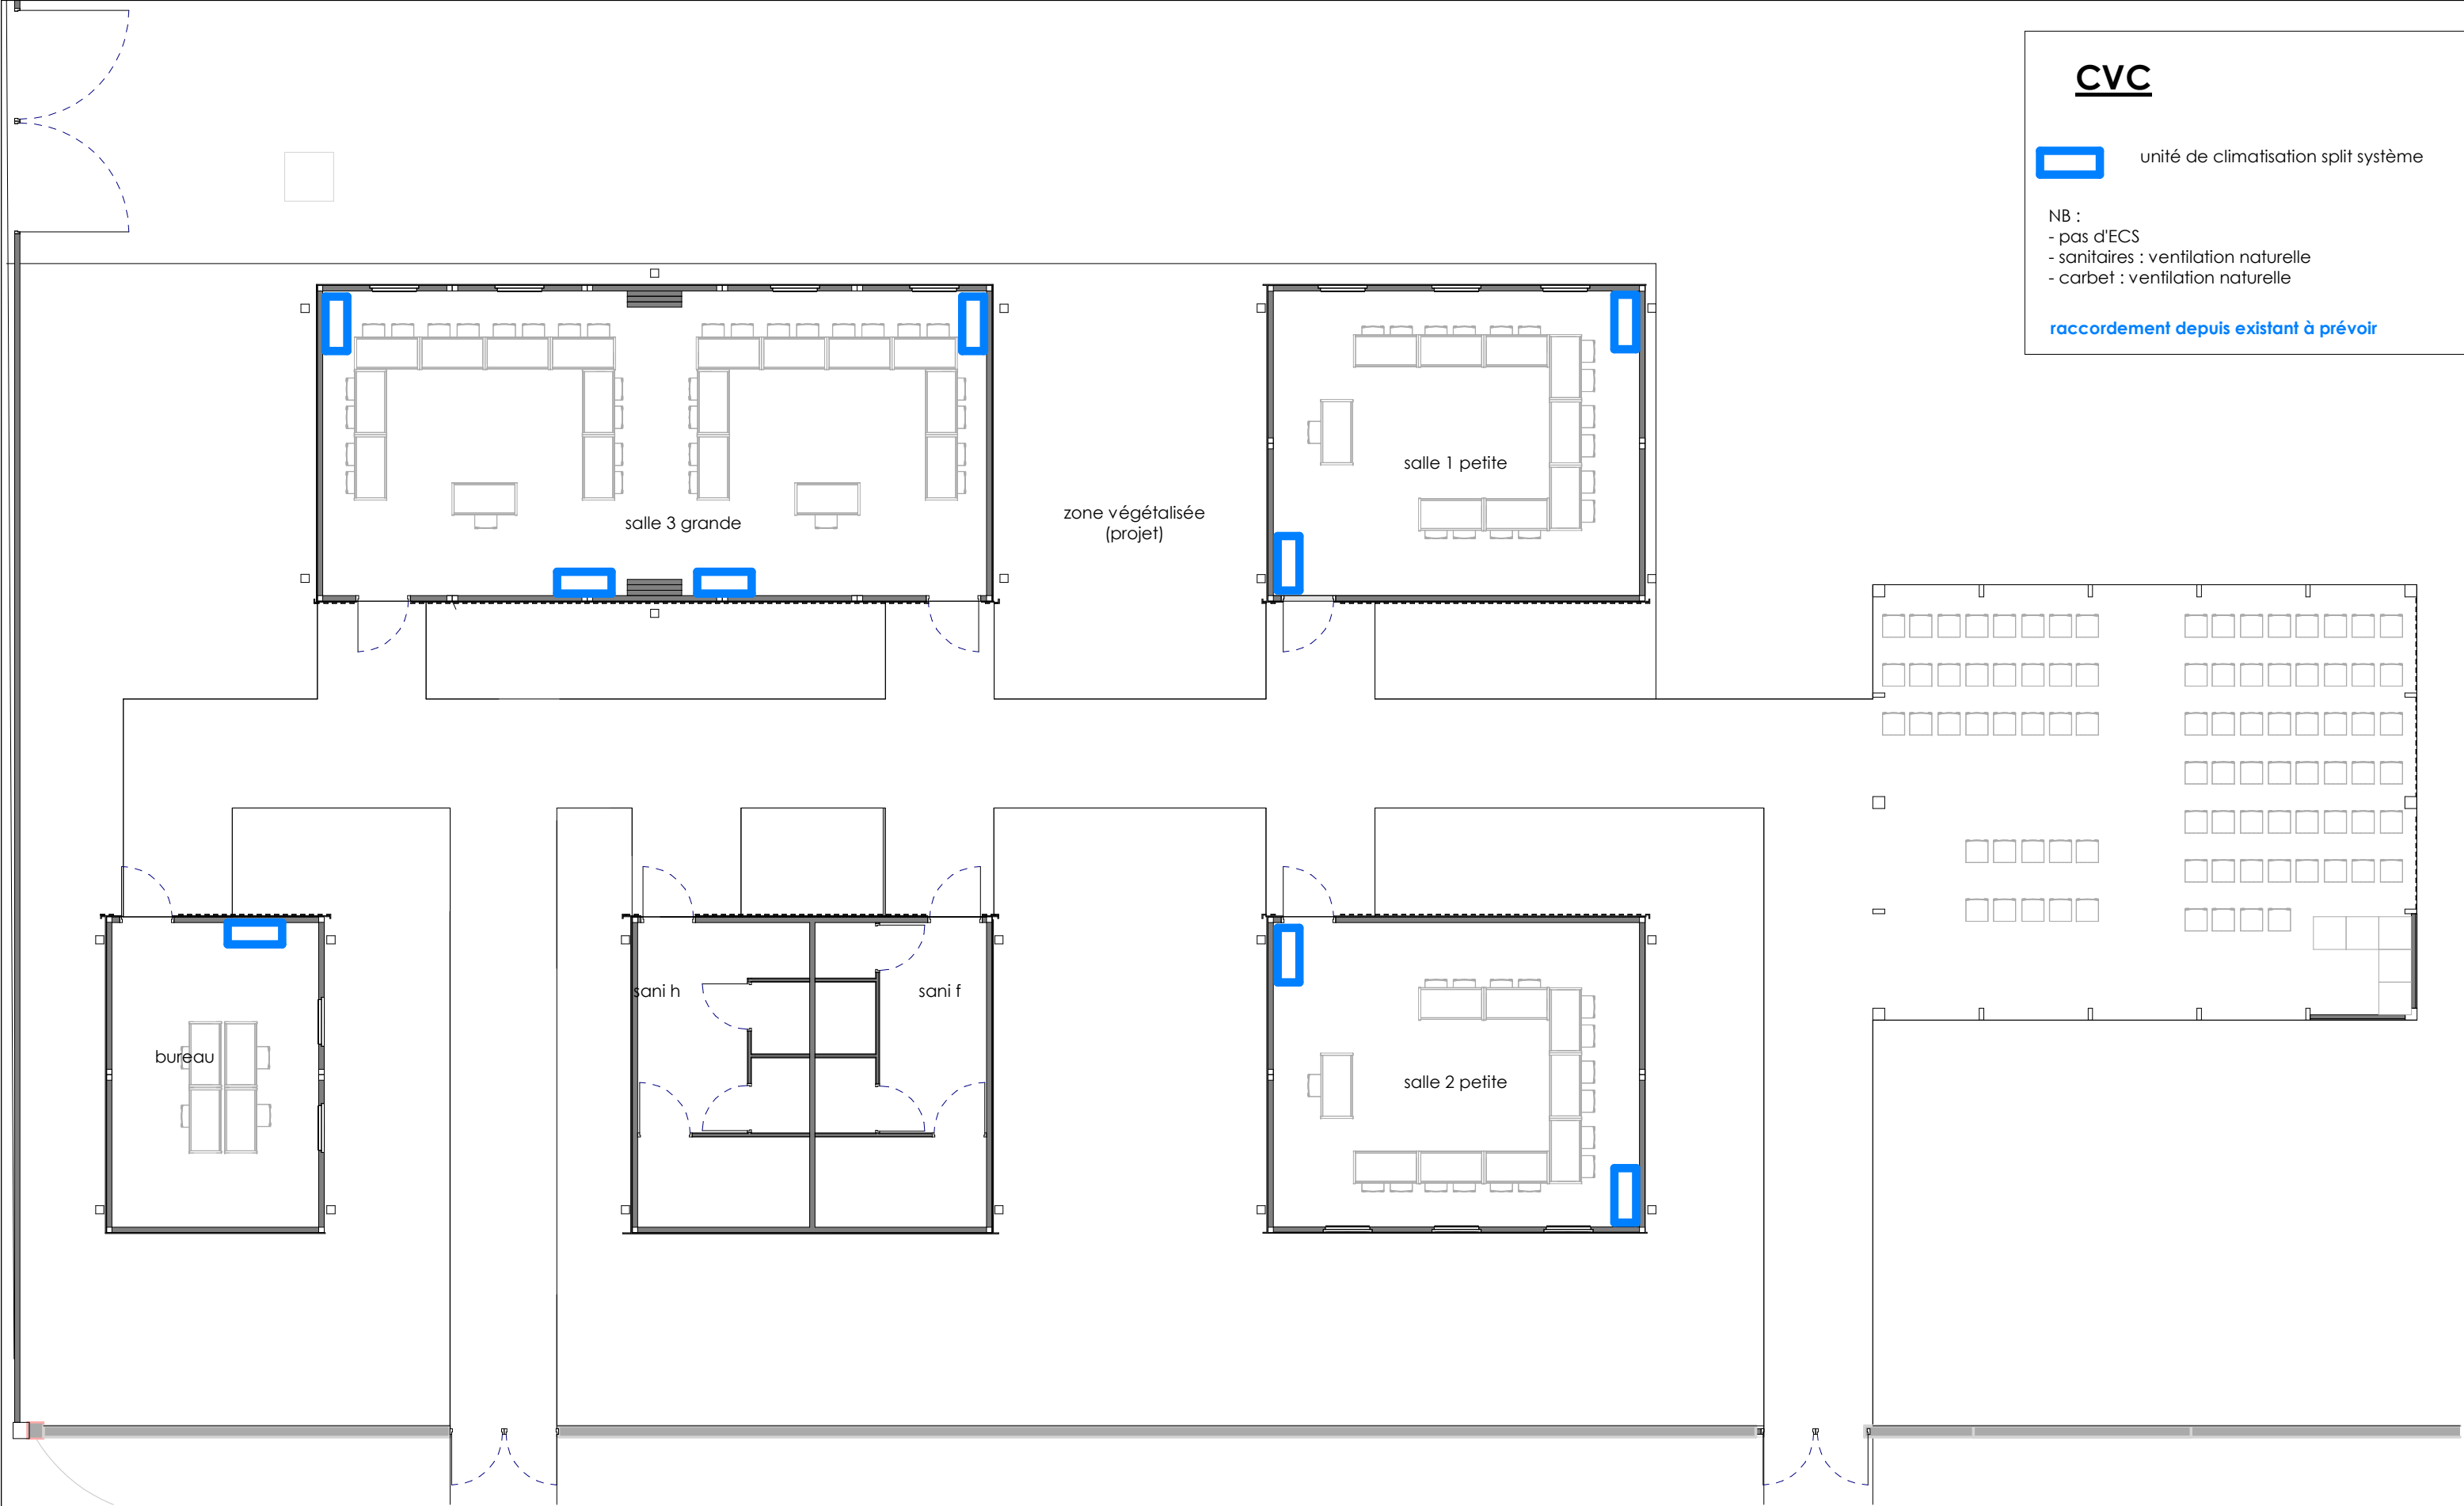 CVC
unité de climatisation split système
NB :
- pas d'ECS
- sanitaires : ventilation naturelle
- carbet : ventilation naturelle
raccordement depuis existant à prévoir
salle 1 petite
salle 3 grande
zone végétalisée
(projet)
sani h
sani f
bureau
salle 2 petite